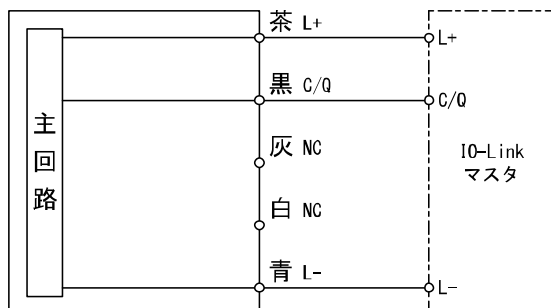 茶 L+
L+
黒 C/Q
C/Q
主回路
灰 NC
IO-Link
マスタ
白 NC
青 L-
L-